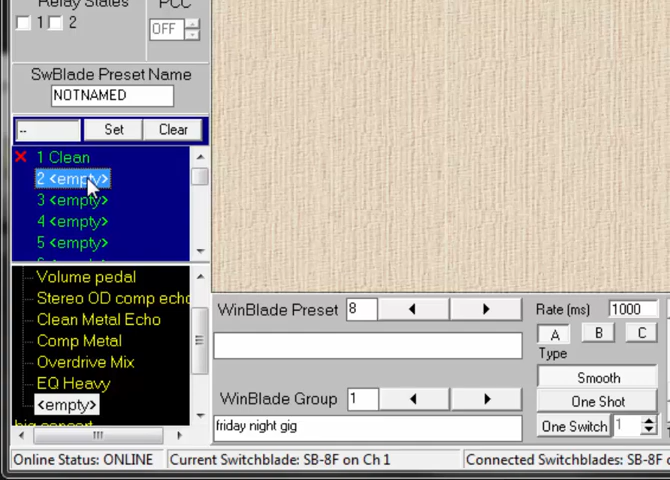 Relay States
PCC
1 2
OFF
SwBlade Preset Name
NOTNAMED
-- Set Clear
1 Clean
2 <empty>
3 <empty>
4 <empty>
5 <empty>
Volume pedal
Stereo OD comp echo
Clean Metal Echo
Comp Metal
Overdrive Mix
EQ Heavy
<empty>
big concert
WinBlade Preset 8
WinBlade Group 1
friday night gig
Rate (ms) 1000
A B C
Type
Smooth
One Shot
One Switch 1
Online Status: ONLINE Current Switchblade: SB-8F on Ch 1 Connected Switchblades: SB-8F o